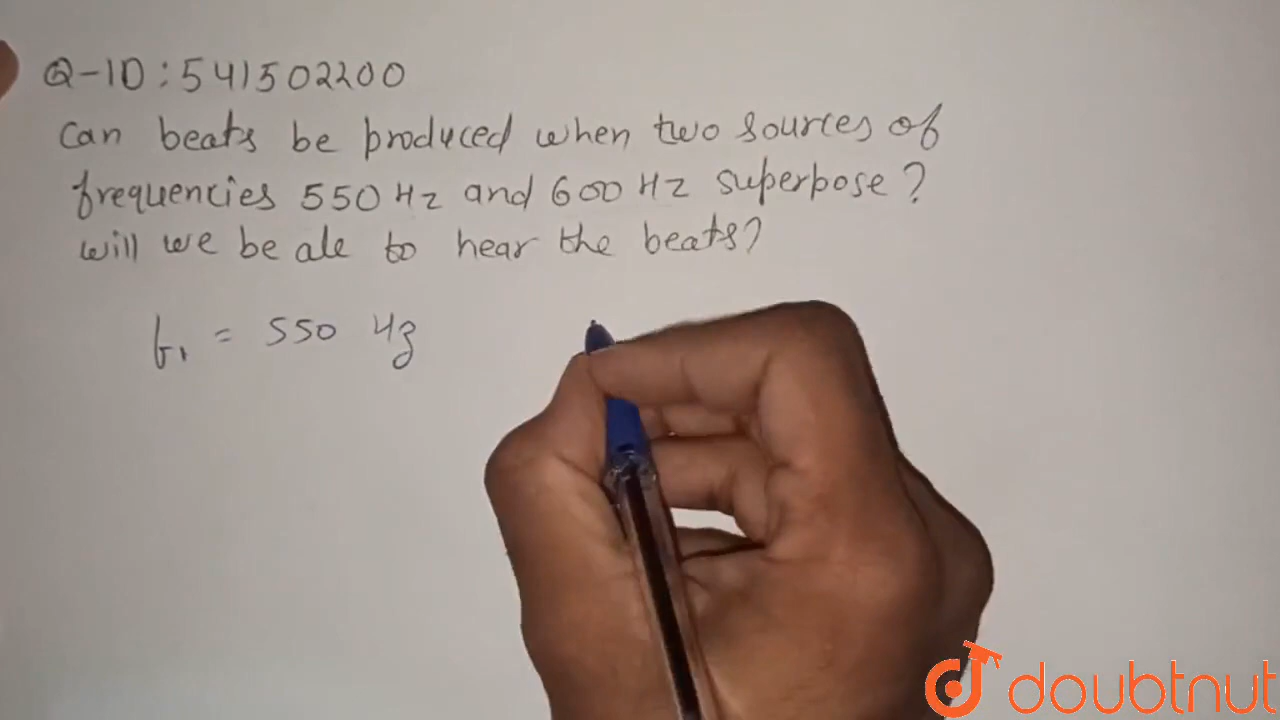 Q-ID: 541502200
Can beats be produced when two sources of
frequencies 550 Hz and 600 Hz superpose?
will we be ale to hear the beats?
f1 = 550 Hz
doubtnut